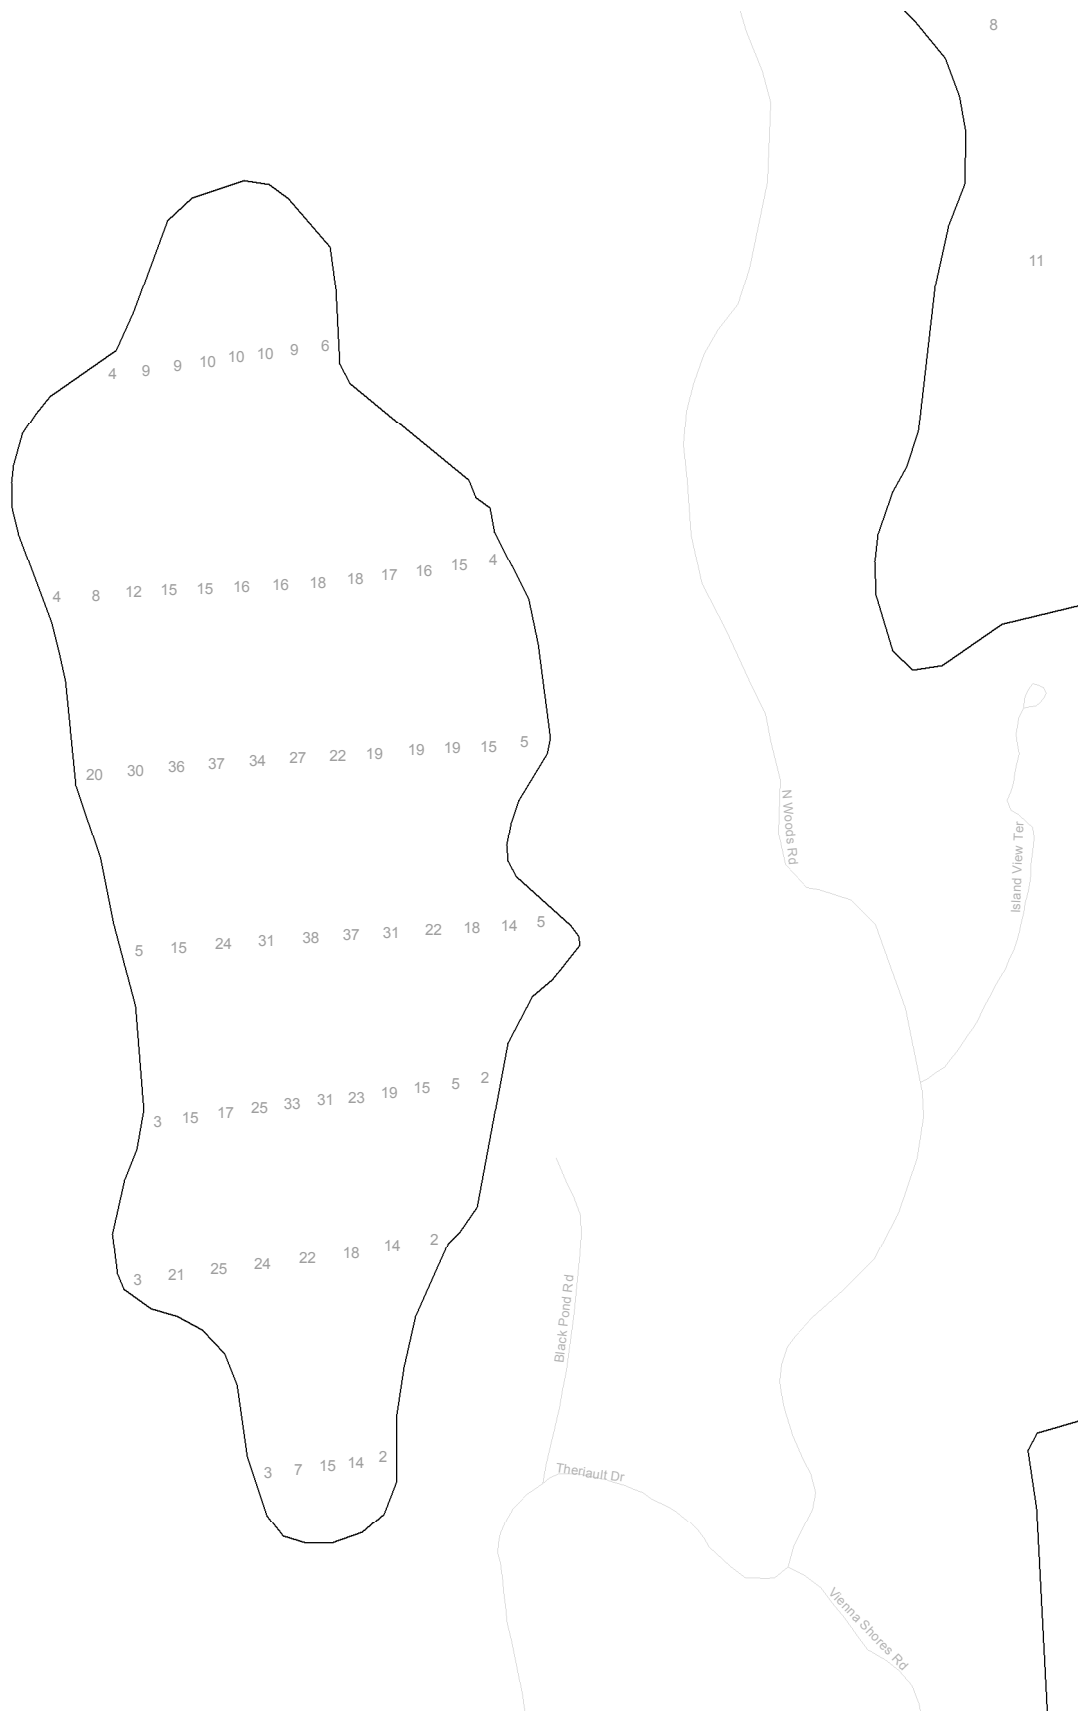 8
11
4 9 9 10 10 10 9 6
4 8 12 15 15 16 16 18 18 17 16 15 4
20 30 36 37 34 27 22 19 19 19 15 5
N Woods Rd
Island View Ter
5 15 24 31 38 37 31 22 18 14 5
3 15 17 25 33 31 23 19 15 5 2
3 21 25 24 22 18 14 2
Black Pond Rd
3 7 15 14 2
Theriault Dr
Vienna Shores Rd